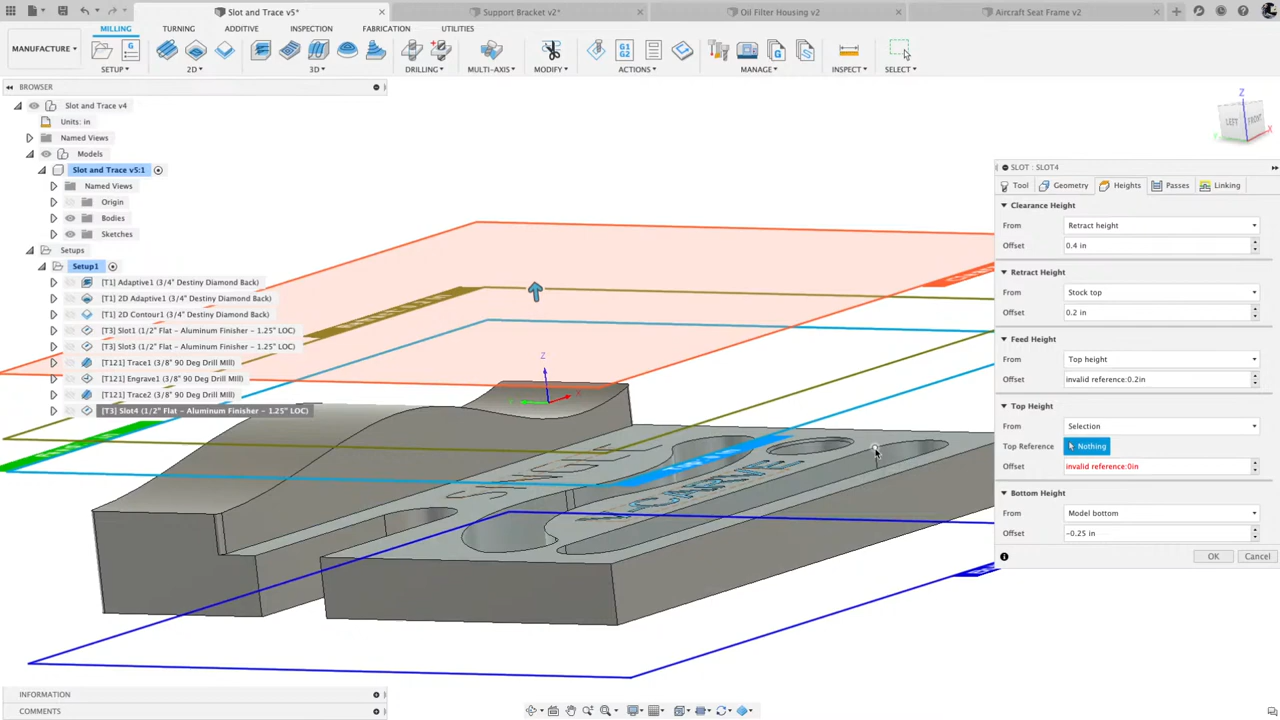 Slot and Trace v5*
Support Bracket v2*
Oil Filter Housing v2
Aircraft Seat Frame v2
MILLING
TURNING
ADDITIVE
INSPECTION
FABRICATION
UTILITIES
MANUFACTURE
G
G1
G2
G
SETUP
2D
3D
DRILLING
MULTI-AXIS
MODIFY
ACTIONS
MANAGE
INSPECT
SELECT
BROWSER
Slot and Trace v4
Units: in
Named Views
Models
Slot and Trace v5:1
Named Views
Origin
Bodies
Sketches
Setups
Setup1
[T1] Adaptive1 (3/4" Destiny Diamond Back)
[T1] 2D Adaptive1 (3/4" Destiny Diamond Back)
[T1] 2D Contour1 (3/4" Destiny Diamond Back)
[T3] Slot1 (1/2" Flat - Aluminum Finisher - 1.25" LOC)
[T3] Slot3 (1/2" Flat - Aluminum Finisher - 1.25" LOC)
[T121] Trace1 (3/8" 90 Deg Drill Mill)
[T121] Engrave1 (3/8" 90 Deg Drill Mill)
[T121] Trace2 (3/8" 90 Deg Drill Mill)
[T3] Slot4 (1/2" Flat - Aluminum Finisher - 1.25" LOC)
Z
LEFT
FRONT
X
Z
X
Y
SINGLE
V-CARVE
SLOT : SLOT4
Tool
Geometry
Heights
Passes
Linking
Clearance Height
From
Retract height
Offset
0.4 in
Retract Height
From
Stock top
Offset
0.2 in
Feed Height
From
Top height
Offset
invalid reference:0.2in
Top Height
From
Selection
Top Reference
Nothing
Offset
invalid reference:0in
Bottom Height
From
Model bottom
Offset
-0.25 in
OK
Cancel
INFORMATION
COMMENTS